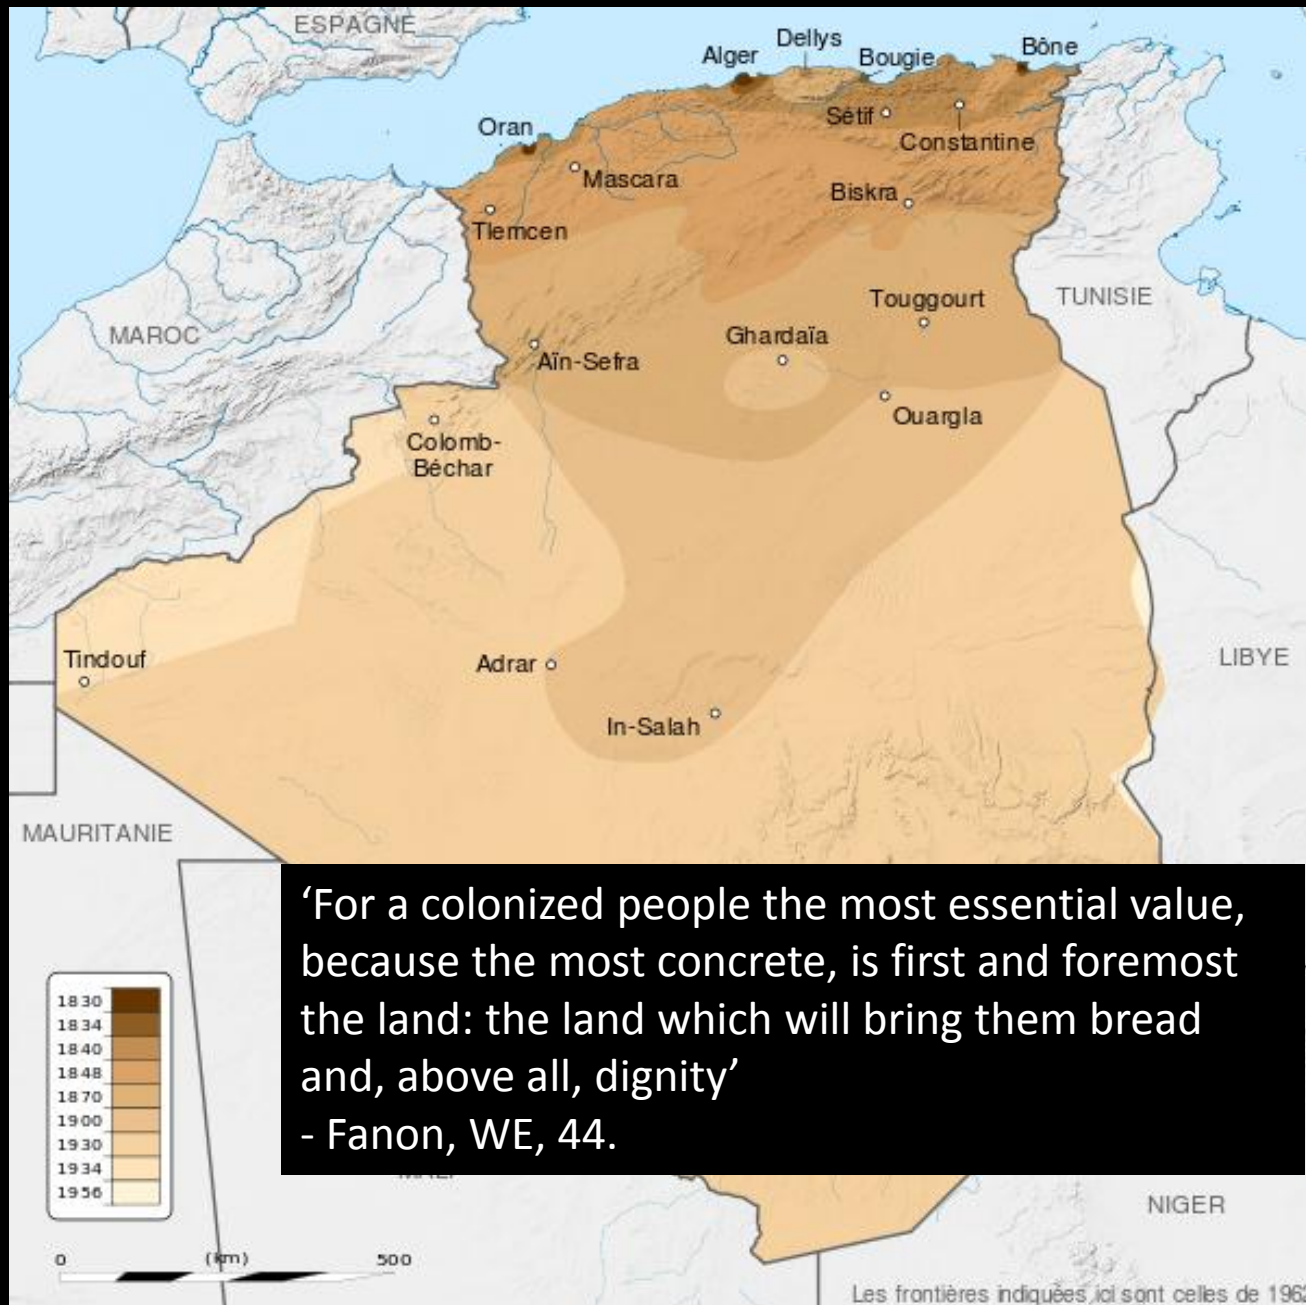 ESPAGNE
Alger
Dellys
Bougie
Bône
Oran
Sétif
Constantine
Mascara
Biskra
Tlemcen
Touggourt
TUNISIE
MAROC
Ghardaïa
Aïn-Sefra
Ouargla
Colomb-
Béchar
Tindouf
Adrar
LIBYE
In-Salah
MAURITANIE
‘For a colonized people the most essential value,
because the most concrete, is first and foremost
the land: the land which will bring them bread
and, above all, dignity’
- Fanon, WE, 44.
1830
1834
1840
1848
1870
1900
1930
1934
1956
NIGER
0 (km) 500
Les frontières indiquées ici sont celles de